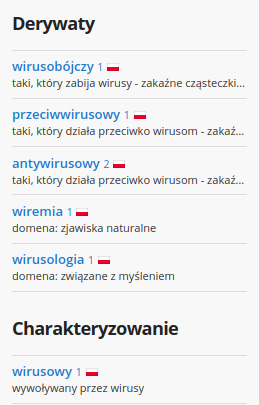 Derywaty
wirusobójczy 1
taki, który zabija wirusy - zakaźne cząsteczki...
przeciwwirusowy 1
taki, który działa przeciwko wirusom - zakaź...
antywirusowy 2
taki, który działa przeciwko wirusom - zakaź...
wiremia 1
domena: zjawiska naturalne
wirusologia 1
domena: związane z myśleniem
Charakteryzowanie
wirusowy 1
wywoływany przez wirusy